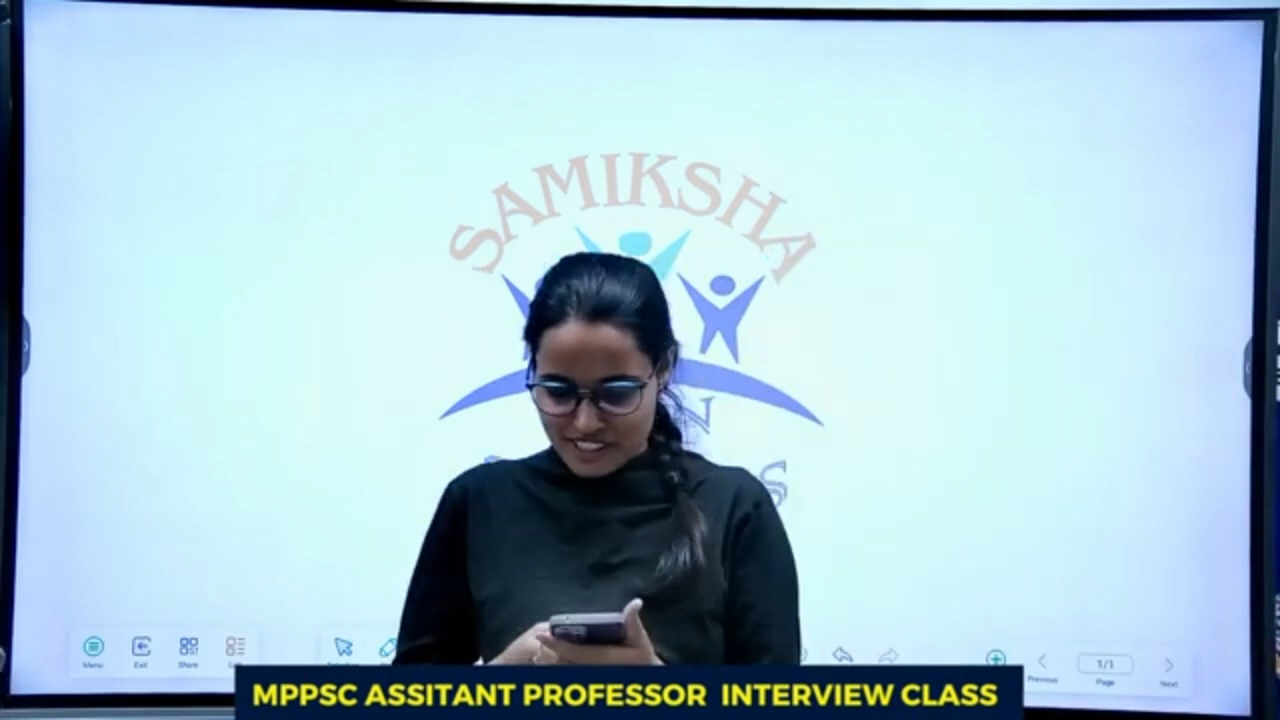 SAMIKSHA
Menu
Exit
Share
1/1
Previous
Page
Next
MPPSC ASSITANT PROFESSOR INTERVIEW CLASS